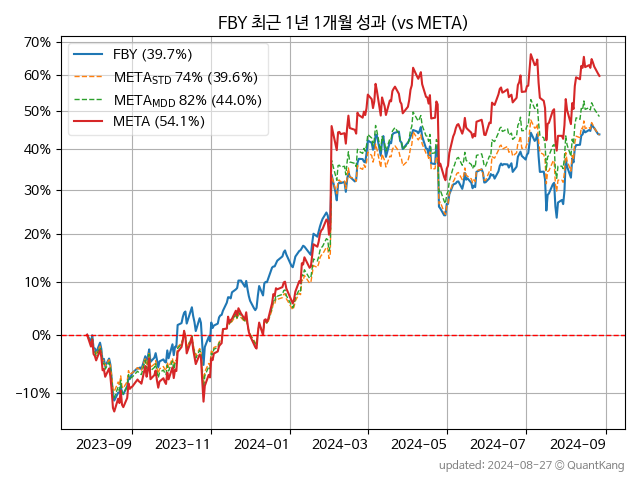 FBY 최근 1년 1개월 성과 (vs META)
70%
60%
50%
40%
30%
20%
10%
0%
−10%
FBY (39.7%)
META_STD 74% (39.6%)
META_MDD 82% (44.0%)
META (54.1%)
2023-09 2023-11 2024-01 2024-03 2024-05 2024-07 2024-09
updated: 2024-08-27 © QuantKang